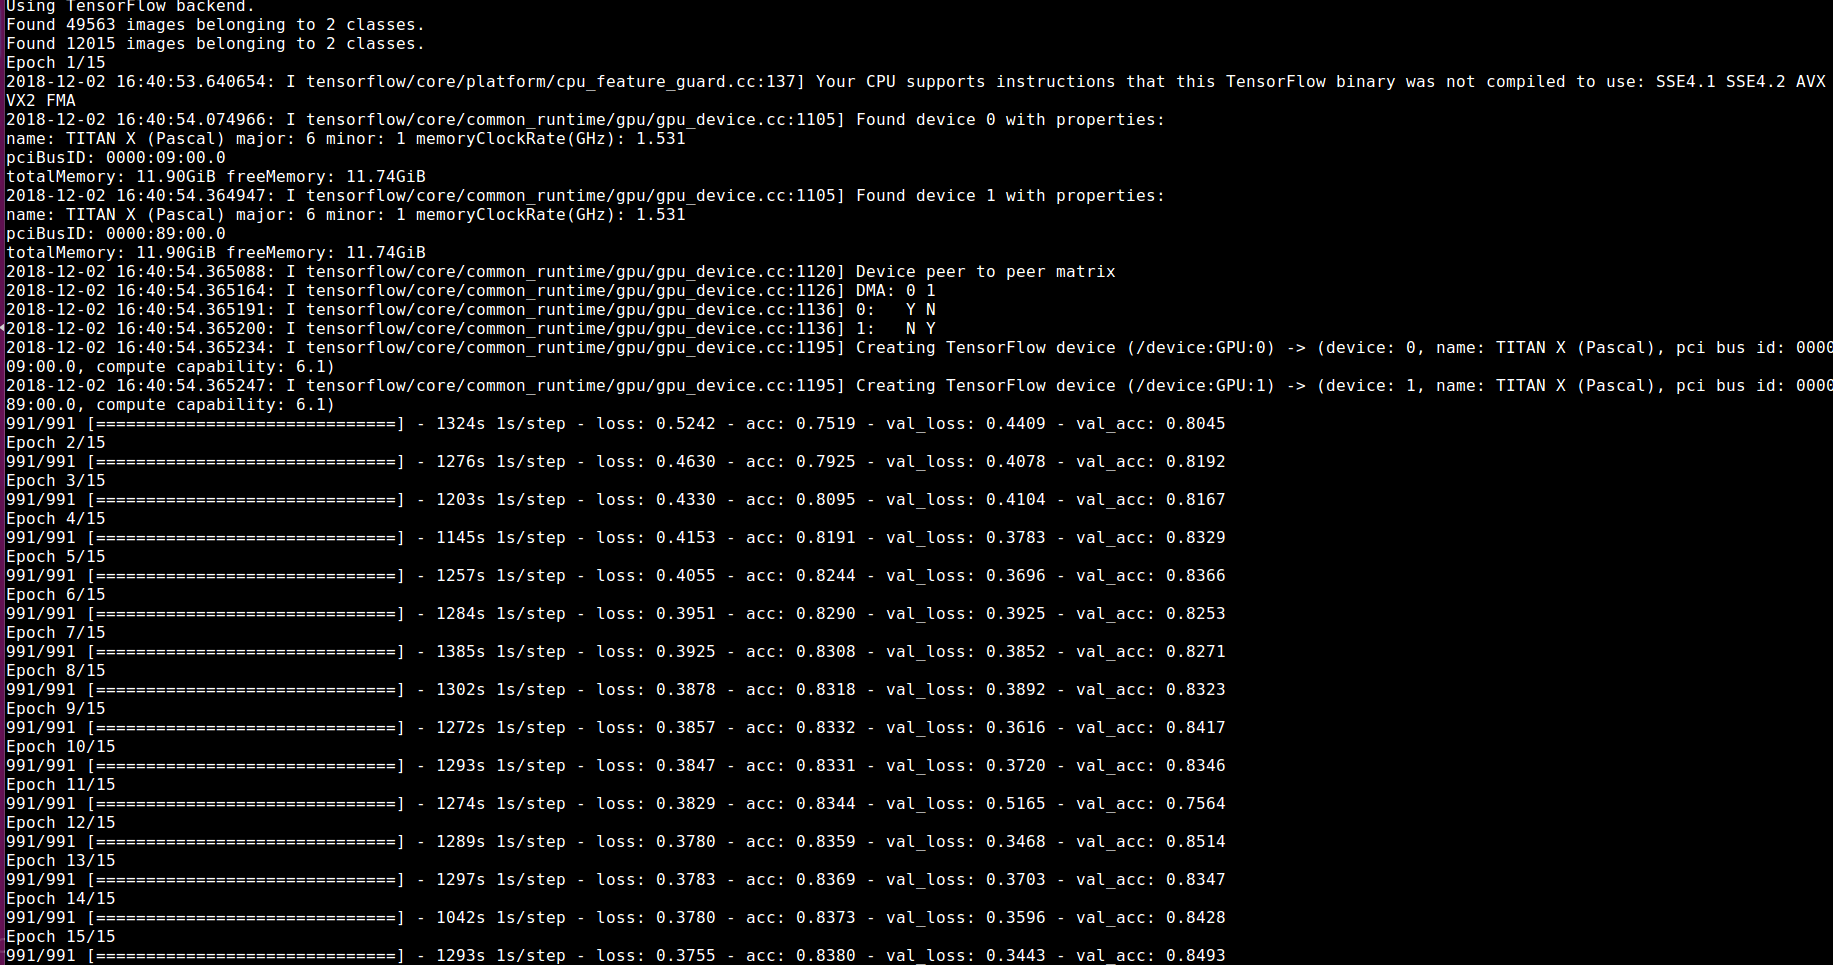 Using TensorFlow backend.
Found 49563 images belonging to 2 classes.
Found 12015 images belonging to 2 classes.
Epoch 1/15
2018-12-02 16:40:53.640654: I tensorflow/core/platform/cpu_feature_guard.cc:137] Your CPU supports instructions that this TensorFlow binary was not compiled to use: SSE4.1 SSE4.2 AVX
VX2 FMA
2018-12-02 16:40:54.074966: I tensorflow/core/common_runtime/gpu/gpu_device.cc:1105] Found device 0 with properties:
name: TITAN X (Pascal) major: 6 minor: 1 memoryClockRate(GHz): 1.531
pciBusID: 0000:09:00.0
totalMemory: 11.90GiB freeMemory: 11.74GiB
2018-12-02 16:40:54.364947: I tensorflow/core/common_runtime/gpu/gpu_device.cc:1105] Found device 1 with properties:
name: TITAN X (Pascal) major: 6 minor: 1 memoryClockRate(GHz): 1.531
pciBusID: 0000:89:00.0
totalMemory: 11.90GiB freeMemory: 11.74GiB
2018-12-02 16:40:54.365088: I tensorflow/core/common_runtime/gpu/gpu_device.cc:1120] Device peer to peer matrix
2018-12-02 16:40:54.365164: I tensorflow/core/common_runtime/gpu/gpu_device.cc:1126] DMA: 0 1
2018-12-02 16:40:54.365191: I tensorflow/core/common_runtime/gpu/gpu_device.cc:1136] 0:   Y N
2018-12-02 16:40:54.365200: I tensorflow/core/common_runtime/gpu/gpu_device.cc:1136] 1:   N Y
2018-12-02 16:40:54.365234: I tensorflow/core/common_runtime/gpu/gpu_device.cc:1195] Creating TensorFlow device (/device:GPU:0) -> (device: 0, name: TITAN X (Pascal), pci bus id: 0000
09:00.0, compute capability: 6.1)
2018-12-02 16:40:54.365247: I tensorflow/core/common_runtime/gpu/gpu_device.cc:1195] Creating TensorFlow device (/device:GPU:1) -> (device: 1, name: TITAN X (Pascal), pci bus id: 0000
89:00.0, compute capability: 6.1)
991/991 [==============================] - 1324s 1s/step - loss: 0.5242 - acc: 0.7519 - val_loss: 0.4409 - val_acc: 0.8045
Epoch 2/15
991/991 [==============================] - 1276s 1s/step - loss: 0.4630 - acc: 0.7925 - val_loss: 0.4078 - val_acc: 0.8192
Epoch 3/15
991/991 [==============================] - 1203s 1s/step - loss: 0.4330 - acc: 0.8095 - val_loss: 0.4104 - val_acc: 0.8167
Epoch 4/15
991/991 [==============================] - 1145s 1s/step - loss: 0.4153 - acc: 0.8191 - val_loss: 0.3783 - val_acc: 0.8329
Epoch 5/15
991/991 [==============================] - 1257s 1s/step - loss: 0.4055 - acc: 0.8244 - val_loss: 0.3696 - val_acc: 0.8366
Epoch 6/15
991/991 [==============================] - 1284s 1s/step - loss: 0.3951 - acc: 0.8290 - val_loss: 0.3925 - val_acc: 0.8253
Epoch 7/15
991/991 [==============================] - 1385s 1s/step - loss: 0.3925 - acc: 0.8308 - val_loss: 0.3852 - val_acc: 0.8271
Epoch 8/15
991/991 [==============================] - 1302s 1s/step - loss: 0.3878 - acc: 0.8318 - val_loss: 0.3892 - val_acc: 0.8323
Epoch 9/15
991/991 [==============================] - 1272s 1s/step - loss: 0.3857 - acc: 0.8332 - val_loss: 0.3616 - val_acc: 0.8417
Epoch 10/15
991/991 [==============================] - 1293s 1s/step - loss: 0.3847 - acc: 0.8331 - val_loss: 0.3720 - val_acc: 0.8346
Epoch 11/15
991/991 [==============================] - 1274s 1s/step - loss: 0.3829 - acc: 0.8344 - val_loss: 0.5165 - val_acc: 0.7564
Epoch 12/15
991/991 [==============================] - 1289s 1s/step - loss: 0.3780 - acc: 0.8359 - val_loss: 0.3468 - val_acc: 0.8514
Epoch 13/15
991/991 [==============================] - 1297s 1s/step - loss: 0.3783 - acc: 0.8369 - val_loss: 0.3703 - val_acc: 0.8347
Epoch 14/15
991/991 [==============================] - 1042s 1s/step - loss: 0.3780 - acc: 0.8373 - val_loss: 0.3596 - val_acc: 0.8428
Epoch 15/15
991/991 [==============================] - 1293s 1s/step - loss: 0.3755 - acc: 0.8380 - val_loss: 0.3443 - val_acc: 0.8493